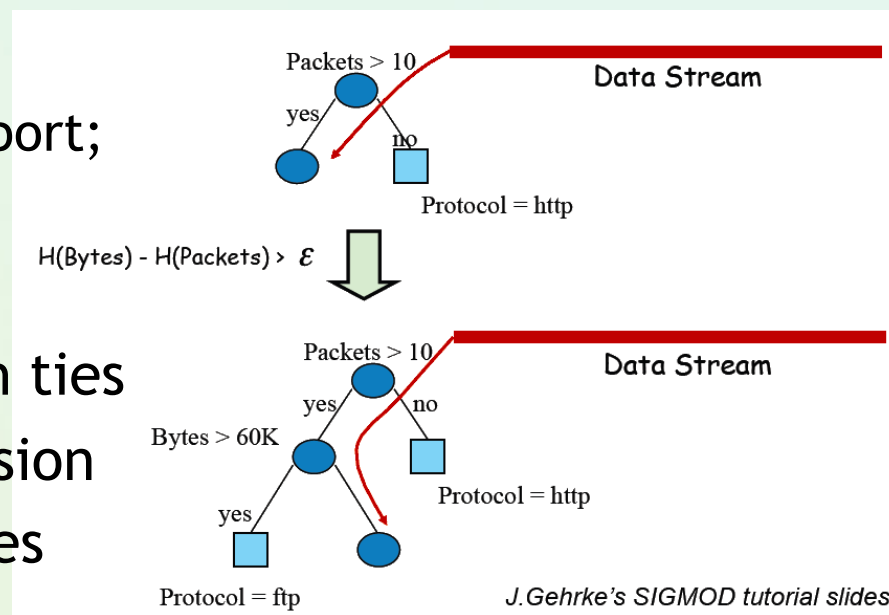 Packets > 10
Data Stream
port;
yes
no
Protocol = http
H(Bytes) - H(Packets) > ε
Packets > 10
n ties
Data Stream
yes
no
Bytes > 60K
sion
Protocol = http
yes
es
Protocol = ftp
J.Gehrke's SIGMOD tutorial slides